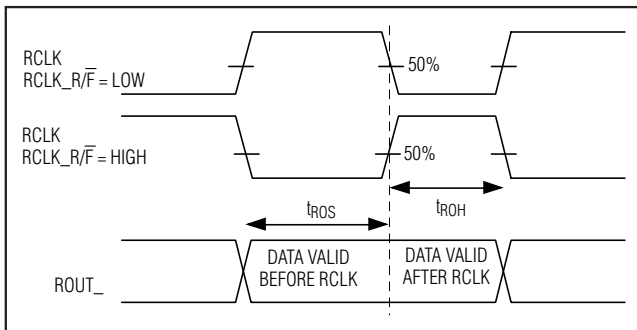 RCLK
RCLK_R/F̅ = LOW
50%
RCLK
RCLK_R/F̅ = HIGH
50%
tROS
tROH
DATA VALID
BEFORE RCLK
DATA VALID
AFTER RCLK
ROUT_